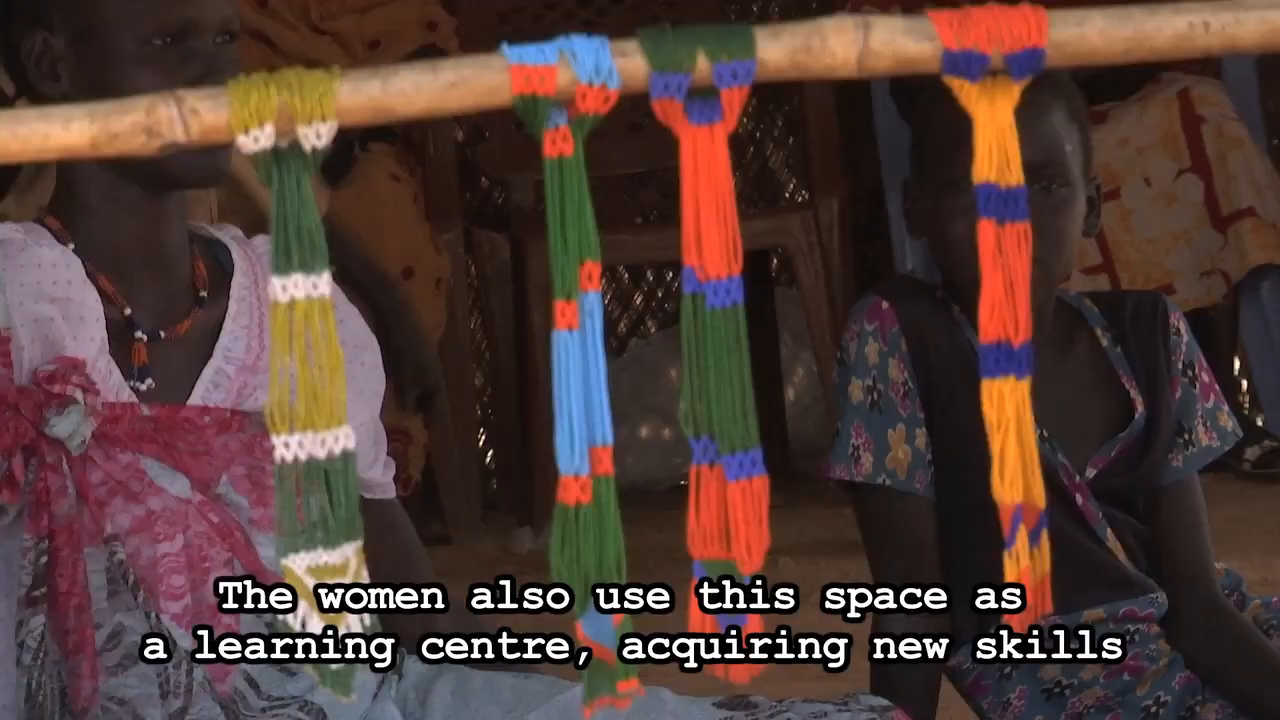 The women also use this space as
a learning centre, acquiring new skills